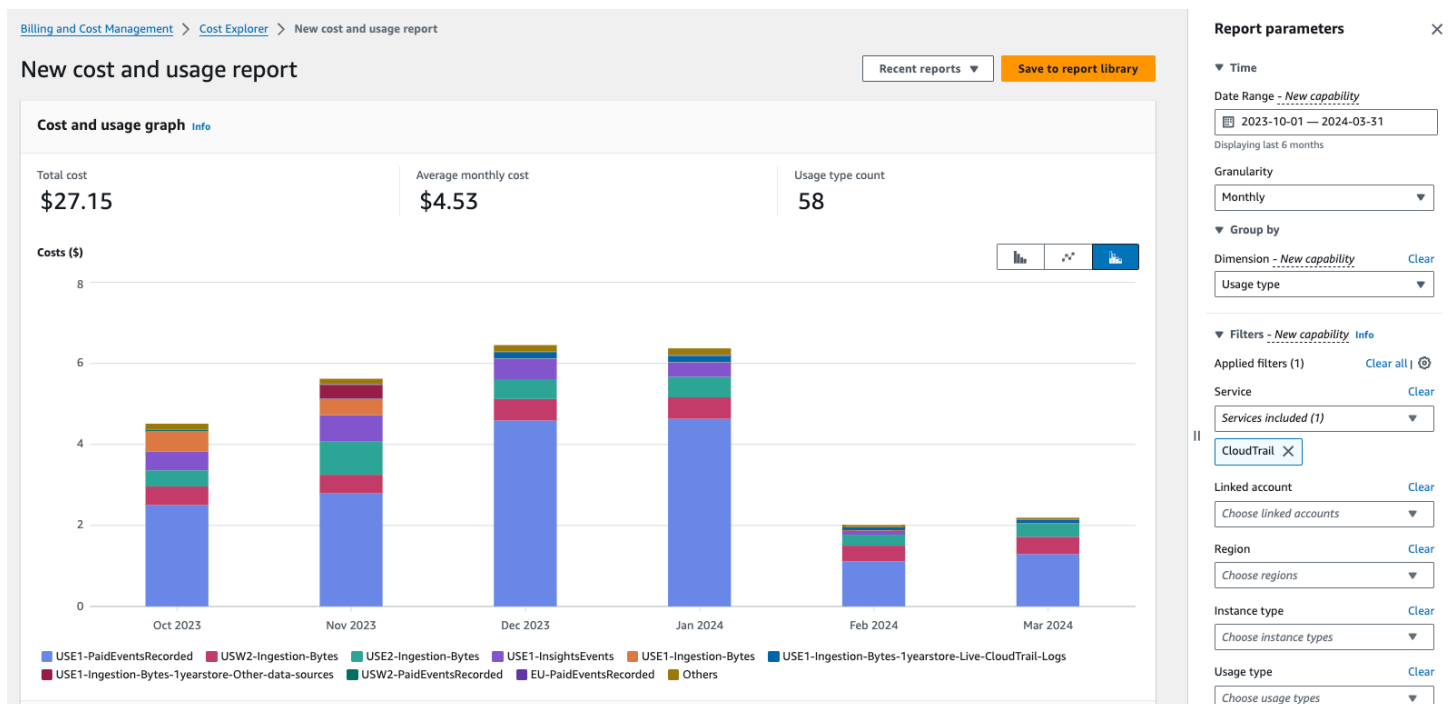 Billing and Cost Management > Cost Explorer > New cost and usage report
New cost and usage report
Recent reports
Save to report library
Cost and usage graph Info
Total cost
$27.15
Average monthly cost
$4.53
Usage type count
58
Costs ($)
8
6
4
2
0
Oct 2023 Nov 2023 Dec 2023 Jan 2024 Feb 2024 Mar 2024
USE1-PaidEventsRecorded USW2-Ingestion-Bytes USE2-Ingestion-Bytes USE1-InsightsEvents USE1-Ingestion-Bytes USE1-Ingestion-Bytes-1yearstore-Live-CloudTrail-Logs
USE1-Ingestion-Bytes-1yearstore-Other-data-sources USW2-PaidEventsRecorded EU-PaidEventsRecorded Others
Report parameters
Time
Date Range - New capability
2023-10-01 — 2024-03-31
Displaying last 6 months
Granularity
Monthly
Group by
Dimension - New capability Clear
Usage type
Filters - New capability Info
Applied filters (1) Clear all |
Service Clear
Services included (1)
CloudTrail
Linked account Clear
Choose linked accounts
Region Clear
Choose regions
Instance type Clear
Choose instance types
Usage type Clear
Choose usage types